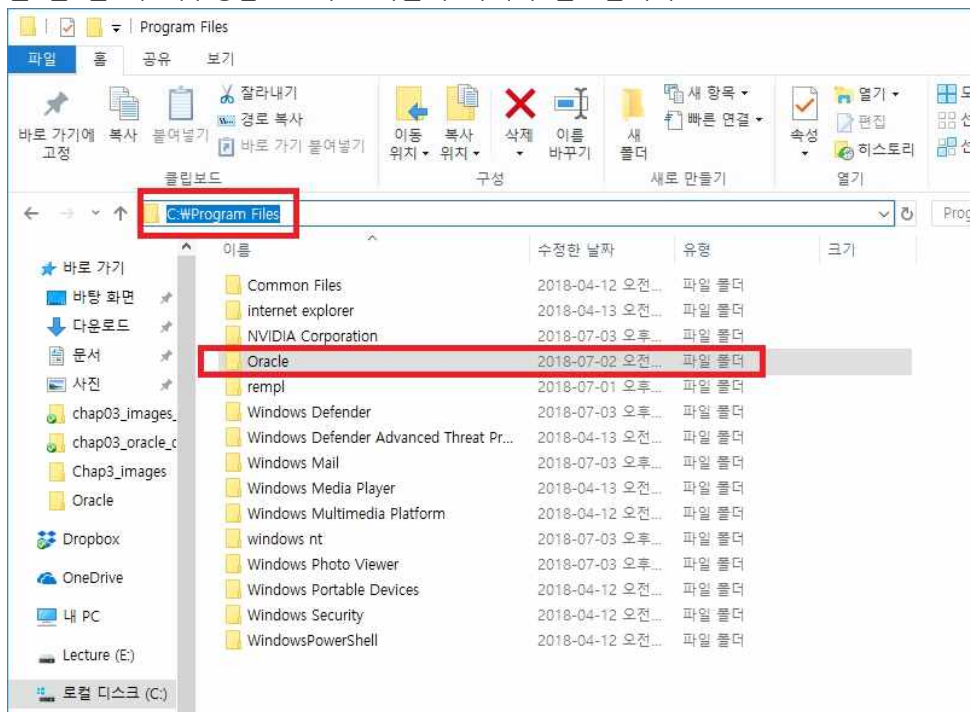 Program Files
파일 홈 공유 보기
바로 가기에 고정
복사
붙여넣기
잘라내기
경로 복사
바로 가기 붙여넣기
클립보드
이동 위치
복사 위치
삭제
이름 바꾸기
구성
새 폴더
새 항목
빠른 연결
새로 만들기
속성
열기
편집
히스토리
열기
C:₩Program Files
이름 수정한 날짜 유형 크기
바로 가기
바탕 화면
다운로드
문서
사진
chap03_images_
chap03_oracle_c
Chap3_images
Oracle
Dropbox
OneDrive
내 PC
Lecture (E:)
로컬 디스크 (C:)
Common Files 2018-04-12 오전... 파일 폴더
internet explorer 2018-04-13 오전... 파일 폴더
NVIDIA Corporation 2018-07-03 오후... 파일 폴더
Oracle 2018-07-02 오전... 파일 폴더
rempl 2018-07-01 오후... 파일 폴더
Windows Defender 2018-07-03 오후... 파일 폴더
Windows Defender Advanced Threat Pr... 2018-04-13 오전... 파일 폴더
Windows Mail 2018-07-03 오후... 파일 폴더
Windows Media Player 2018-04-13 오전... 파일 폴더
Windows Multimedia Platform 2018-04-12 오전... 파일 폴더
windows nt 2018-07-03 오후... 파일 폴더
Windows Photo Viewer 2018-07-03 오후... 파일 폴더
Windows Portable Devices 2018-04-12 오전... 파일 폴더
Windows Security 2018-04-12 오전... 파일 폴더
WindowsPowerShell 2018-04-12 오전... 파일 폴더